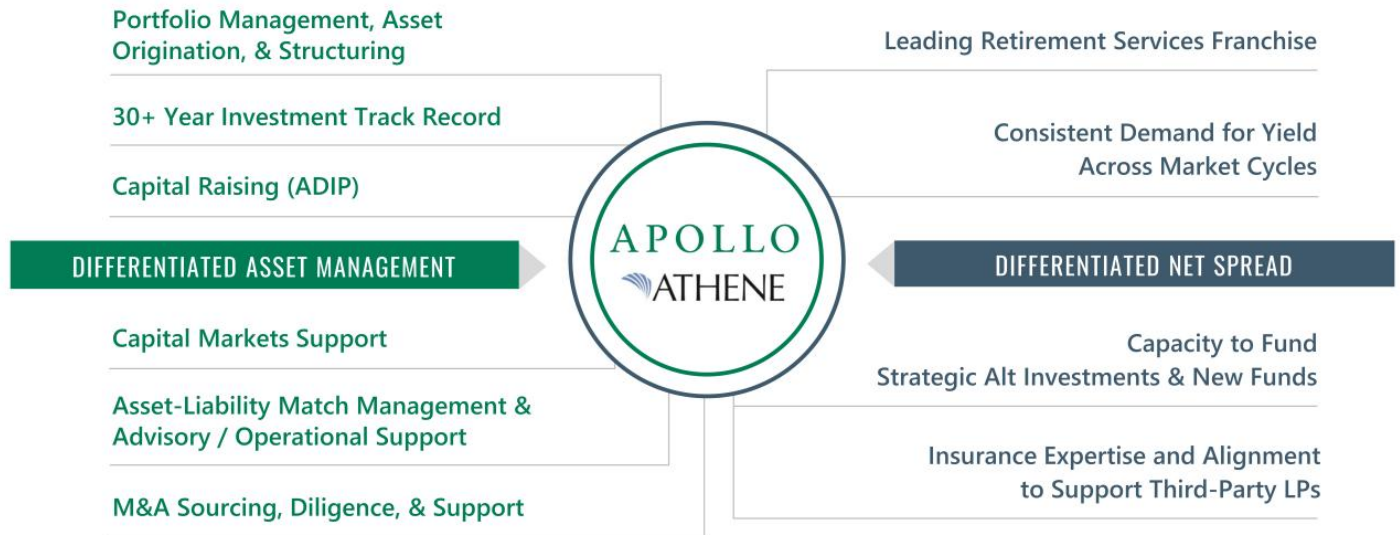 Portfolio Management, Asset
Origination, & Structuring
30+ Year Investment Track Record
Capital Raising (ADIP)
DIFFERENTIATED ASSET MANAGEMENT
Capital Markets Support
Asset-Liability Match Management &
Advisory / Operational Support
M&A Sourcing, Diligence, & Support
APOLLO
ATHENE
Leading Retirement Services Franchise
Consistent Demand for Yield
Across Market Cycles
DIFFERENTIATED NET SPREAD
Capacity to Fund
Strategic Alt Investments & New Funds
Insurance Expertise and Alignment
to Support Third-Party LPs